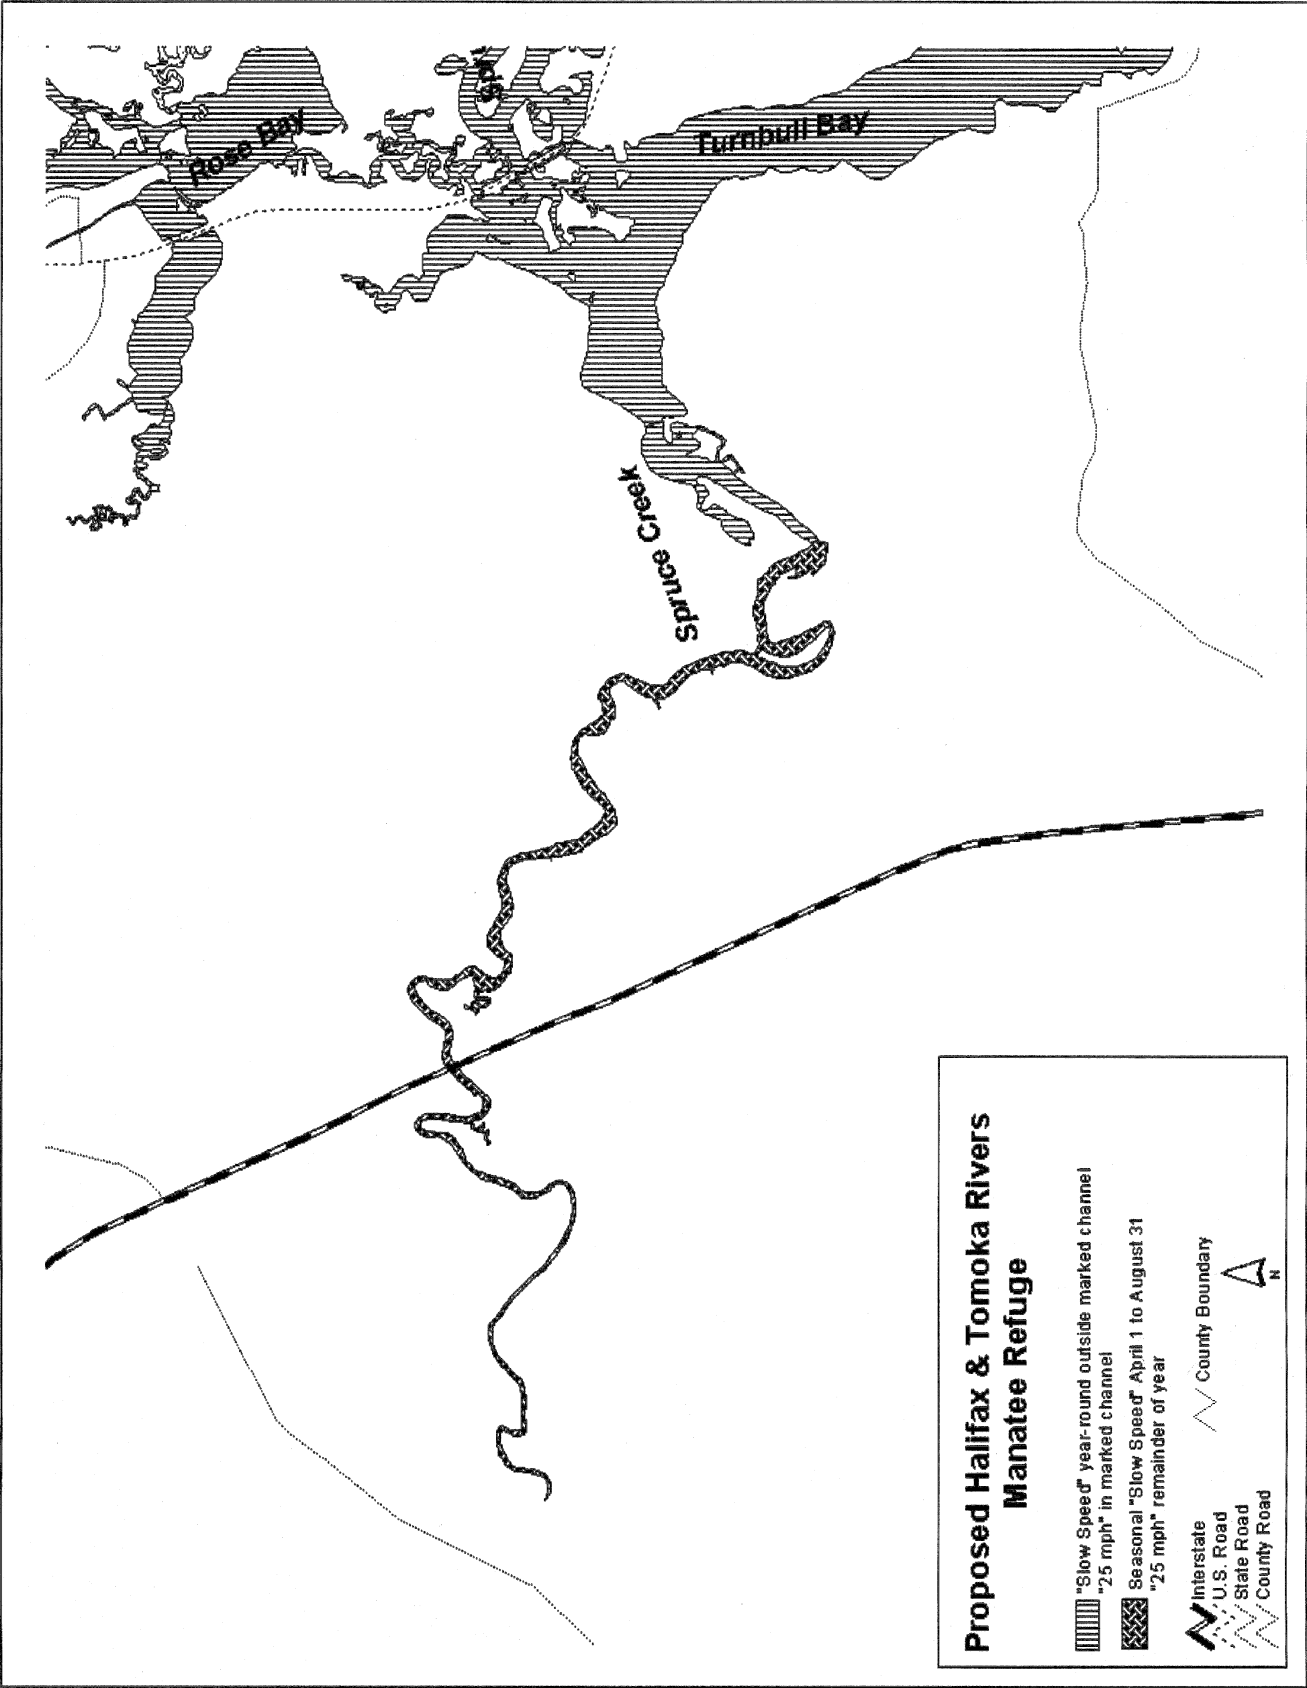 Rose Bay
Turnbull Bay
Spruce Creek
Proposed Halifax & Tomoka Rivers
Manatee Refuge
"Slow Speed" year-round outside marked channel
"25 mph" in marked channel
Seasonal "Slow Speed" April 1 to August 31
"25 mph" remainder of year
Interstate
U.S. Road
State Road
County Road
County Boundary
N